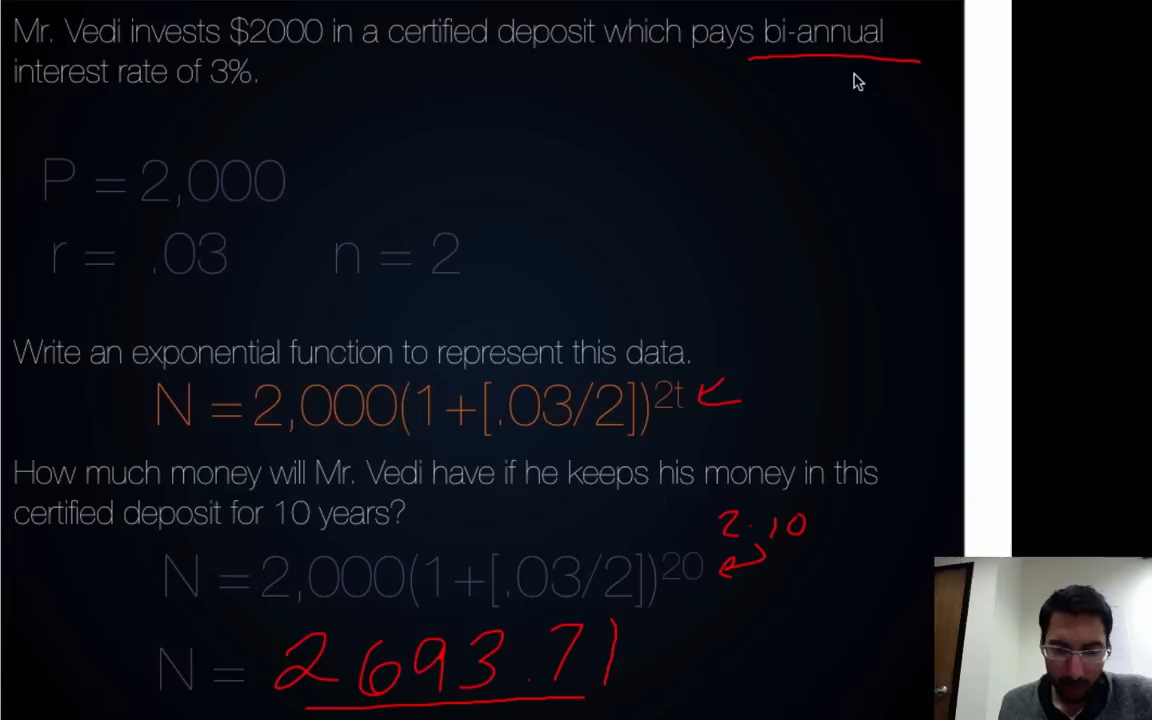 Mr. Vedi invests $2000 in a certified deposit which pays bi-annual
interest rate of 3%.
P = 2,000
r = .03 n = 2
Write an exponential function to represent this data.
N = 2,000(1+[.03/2])^2t
How much money will Mr. Vedi have if he keeps his money in this
certified deposit for 10 years?
2.10
N = 2,000(1+[.03/2])^20
N = 2693.71